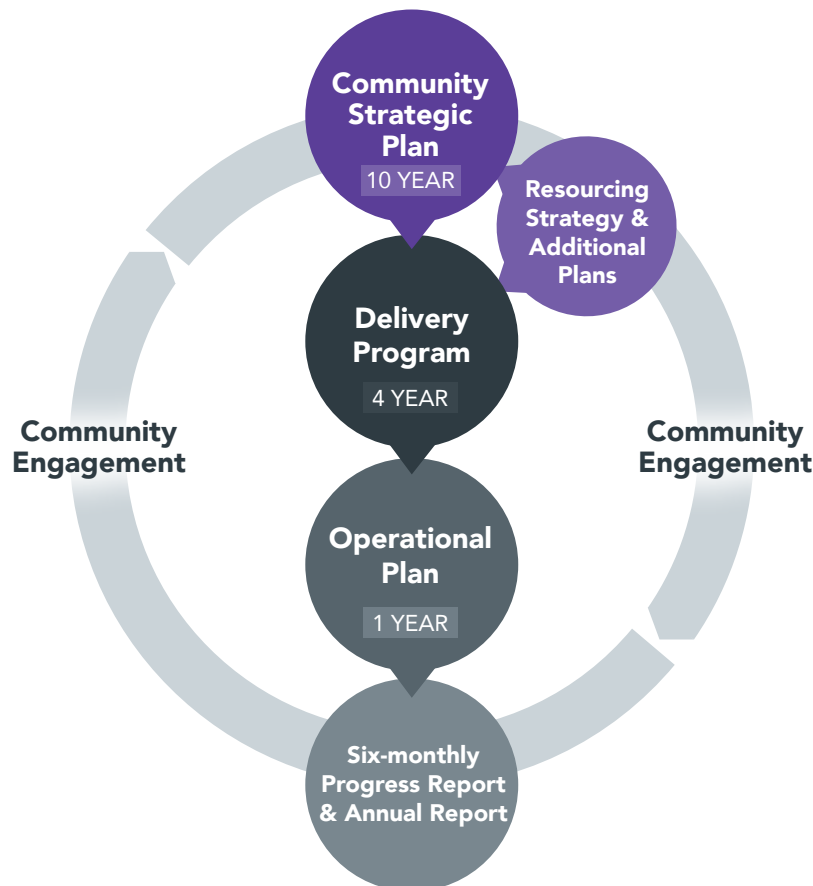 Community
Strategic
Plan
10 YEAR
Resourcing
Strategy &
Additional
Plans
Delivery
Program
4 YEAR
Community
Engagement
Community
Engagement
Operational
Plan
1 YEAR
Six-monthly
Progress Report
& Annual Report